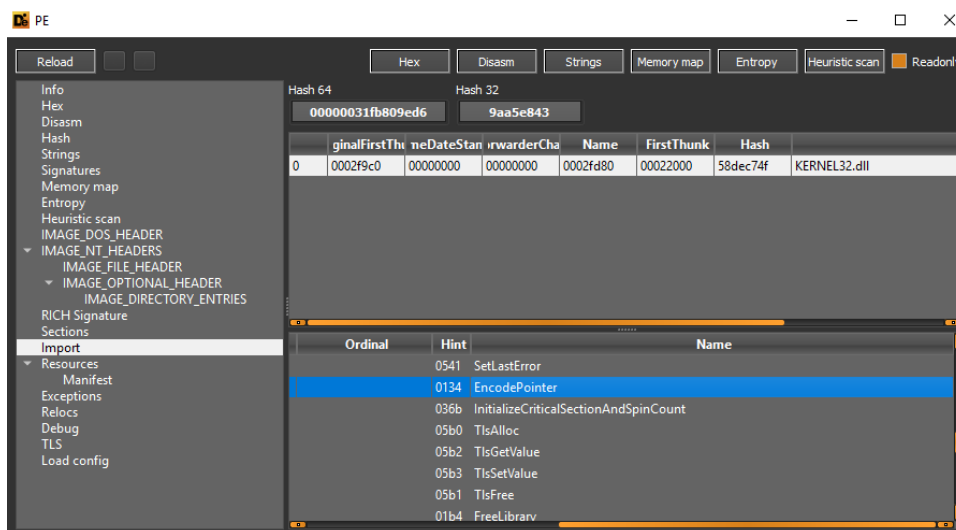 PE
Reload Hex Disasm Strings Memory map Entropy Heuristic scan Readonl
Info
Hex
Disasm
Hash
Strings
Signatures
Memory map
Entropy
Heuristic scan
IMAGE_DOS_HEADER
IMAGE_NT_HEADERS
IMAGE_FILE_HEADER
IMAGE_OPTIONAL_HEADER
IMAGE_DIRECTORY_ENTRIES
RICH Signature
Sections
Import
Resources
Manifest
Exceptions
Relocs
Debug
TLS
Load config
Hash 64 Hash 32
00000031fb809ed6 9aa5e843
ginalFirstThu neDateStan rwarderCha Name FirstThunk Hash
0 0002f9c0 00000000 00000000 0002fd80 00022000 58dec74f KERNEL32.dll
Ordinal Hint Name
0541 SetLastError
0134 EncodePointer
036b InitializeCriticalSectionAndSpinCount
05b0 TlsAlloc
05b2 TlsGetValue
05b3 TlsSetValue
05b1 TlsFree
01b4 FreeLibrary